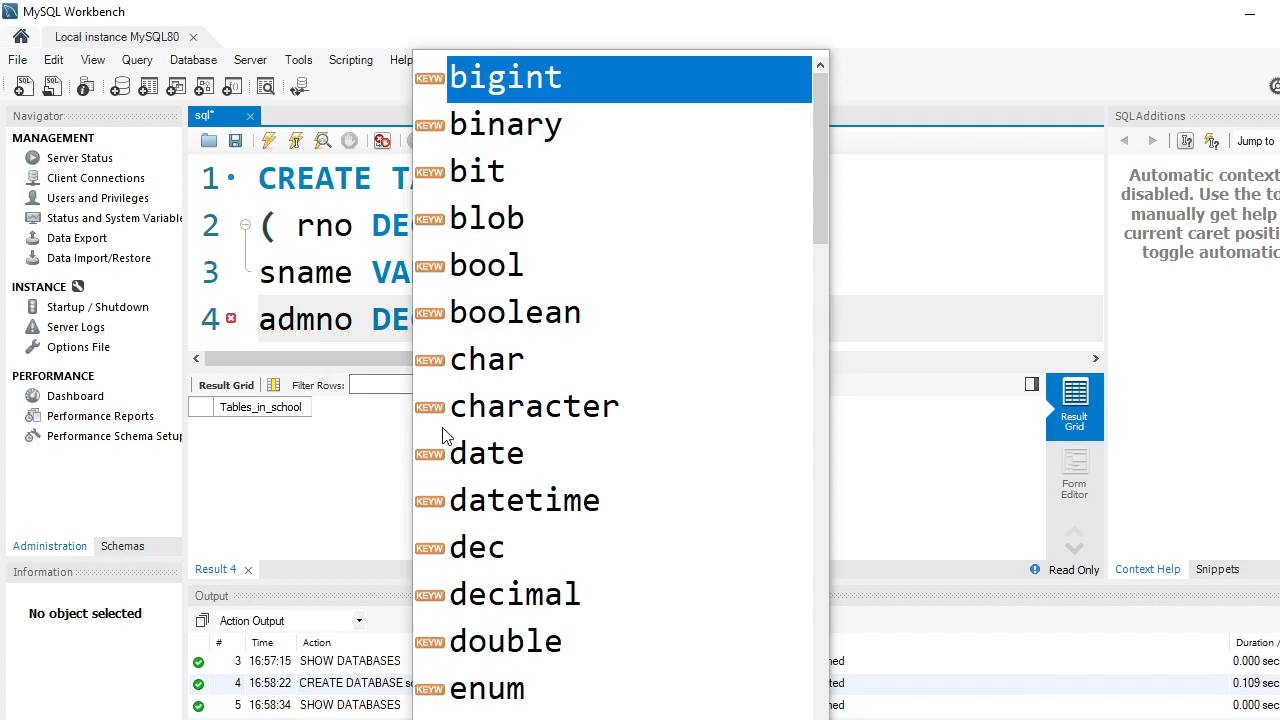 MySQL Workbench
Local instance MySQL80
File Edit View Query Database Server Tools Scripting Help
Navigator
MANAGEMENT
Server Status
Client Connections
Users and Privileges
Status and System Variable
Data Export
Data Import/Restore
INSTANCE
Startup / Shutdown
Server Logs
Options File
PERFORMANCE
Dashboard
Performance Reports
Performance Schema Setup
Administration Schemas
Information
No object selected
sql*
1 CREATE TA
2 ( rno DE
3 sname VA
4 admno DE
Result Grid Filter Rows:
Tables_in_school
Result 4
KEYW bigint
KEYW binary
KEYW bit
KEYW blob
KEYW bool
KEYW boolean
KEYW char
KEYW character
KEYW date
KEYW datetime
KEYW dec
KEYW decimal
KEYW double
KEYW enum
Result
Grid
Form
Editor
Read Only
Output
Action Output
# Time Action Duration /
3 16:57:15 SHOW DATABASES 0.000 sec
4 16:58:22 CREATE DATABASE 0.109 sec
5 16:58:34 SHOW DATABASES 0.000 sec
SQLAdditions
Jump to
Automatic context
disabled. Use the to
manually get help
current caret positi
toggle automatic
Context Help Snippets